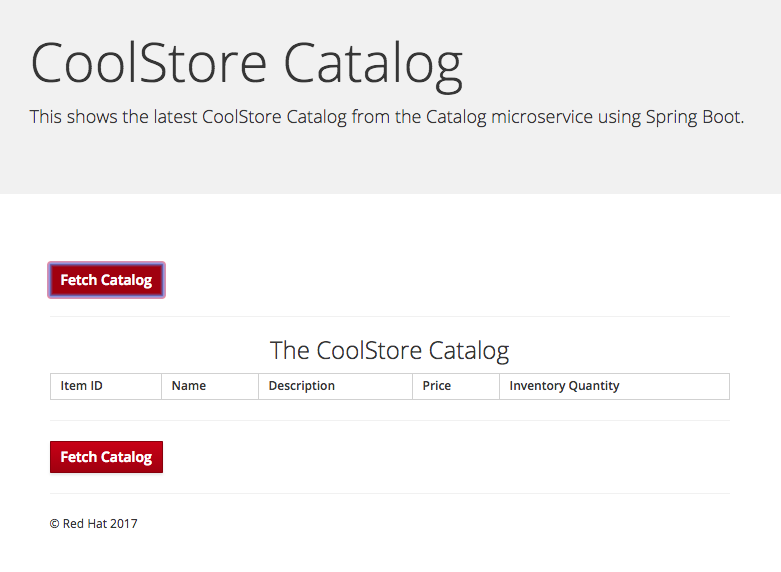 CoolStore Catalog
This shows the latest CoolStore Catalog from the Catalog microservice using Spring Boot.
Fetch Catalog
The CoolStore Catalog
Item ID Name Description Price Inventory Quantity
Fetch Catalog
© Red Hat 2017